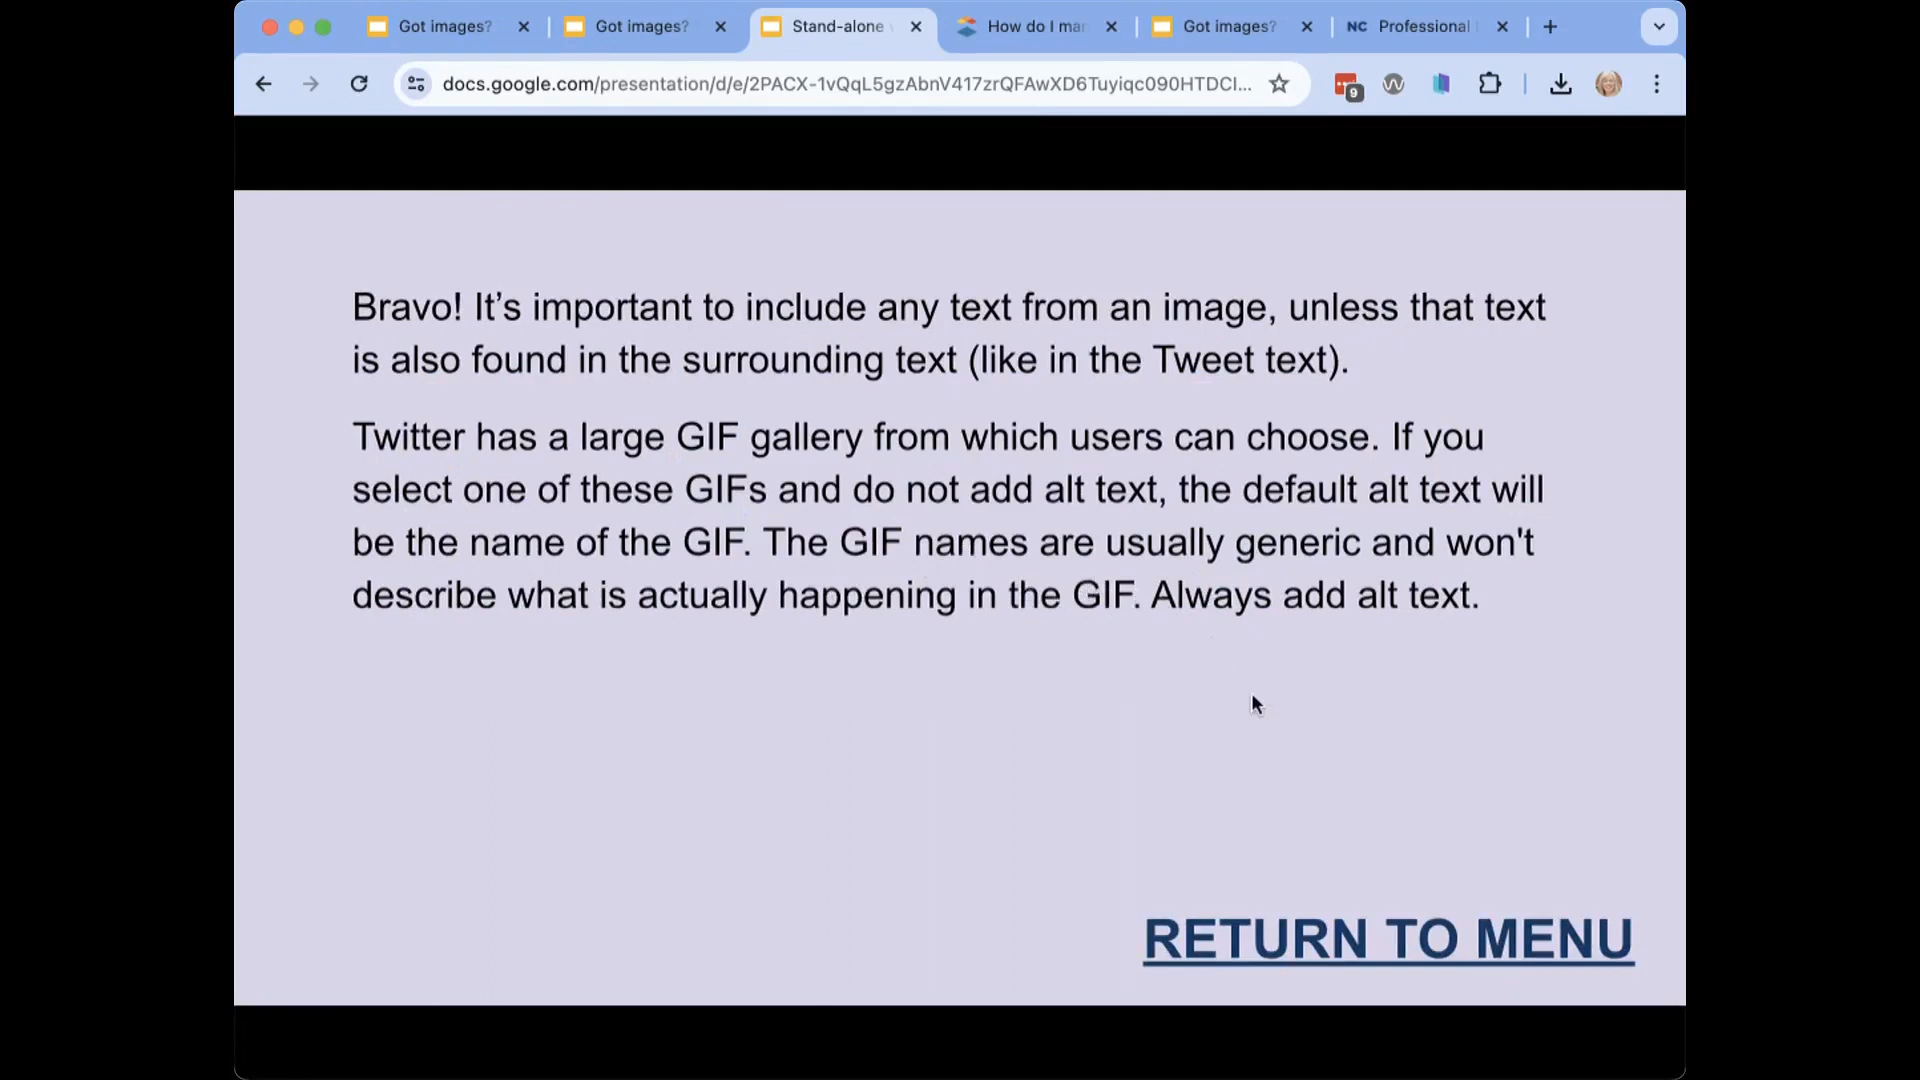 Got images?
Got images?
Stand-alone
How do I mar
Got images?
NC Professional
docs.google.com/presentation/d/e/2PACX-1vQqL5gzAbnV417zrQFAwXD6Tuyiqc090HTDCI...
9
Bravo! It’s important to include any text from an image, unless that text
is also found in the surrounding text (like in the Tweet text).
Twitter has a large GIF gallery from which users can choose. If you
select one of these GIFs and do not add alt text, the default alt text will
be the name of the GIF. The GIF names are usually generic and won't
describe what is actually happening in the GIF. Always add alt text.
RETURN TO MENU